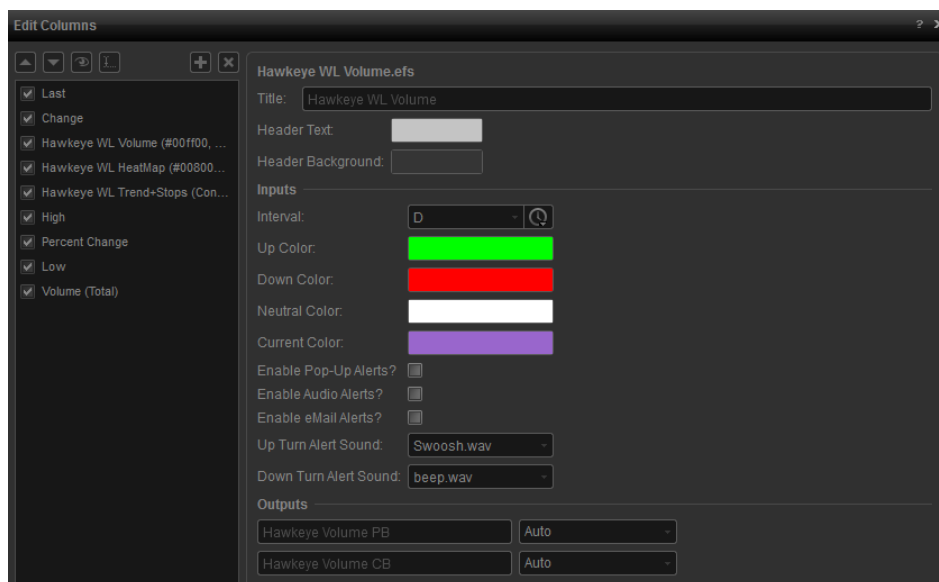 Edit Columns
?
Last
Change
Hawkeye WL Volume (#00ff00, ...
Hawkeye WL HeatMap (#00800...
Hawkeye WL Trend+Stops (Con...
High
Percent Change
Low
Volume (Total)
Hawkeye WL Volume.efs
Title: Hawkeye WL Volume
Header Text:
Header Background:
Inputs
Interval: D
Up Color:
Down Color:
Neutral Color:
Current Color:
Enable Pop-Up Alerts?
Enable Audio Alerts?
Enable eMail Alerts?
Up Turn Alert Sound: Swoosh.wav
Down Turn Alert Sound: beep.wav
Outputs
Hawkeye Volume PB Auto
Hawkeye Volume CB Auto